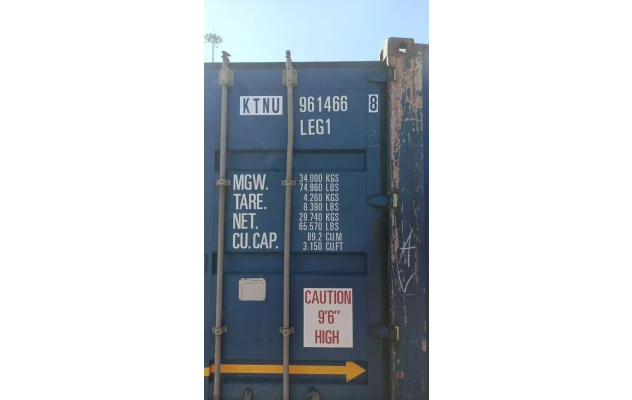 KTNU 961466 8
LEG1
MGW. 34.000 KGS
74.960 LBS
TARE. 4.260 KGS
9.390 LBS
NET. 29.740 KGS
65.570 LBS
CU.CAP. 89.2 CU.M
3.150 CU.FT
CAUTION
9'6"
HIGH